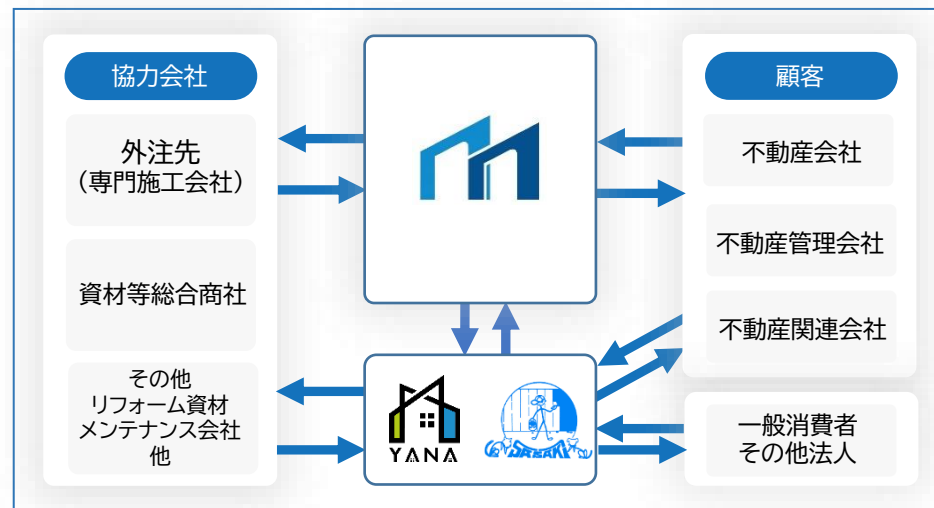 協力会社
外注先
（専門施工会社）
資材等総合商社
その他
リフォーム資材
メンテナンス会社
他
YANA
顧客
不動産会社
不動産管理会社
不動産関連会社
一般消費者
その他法人